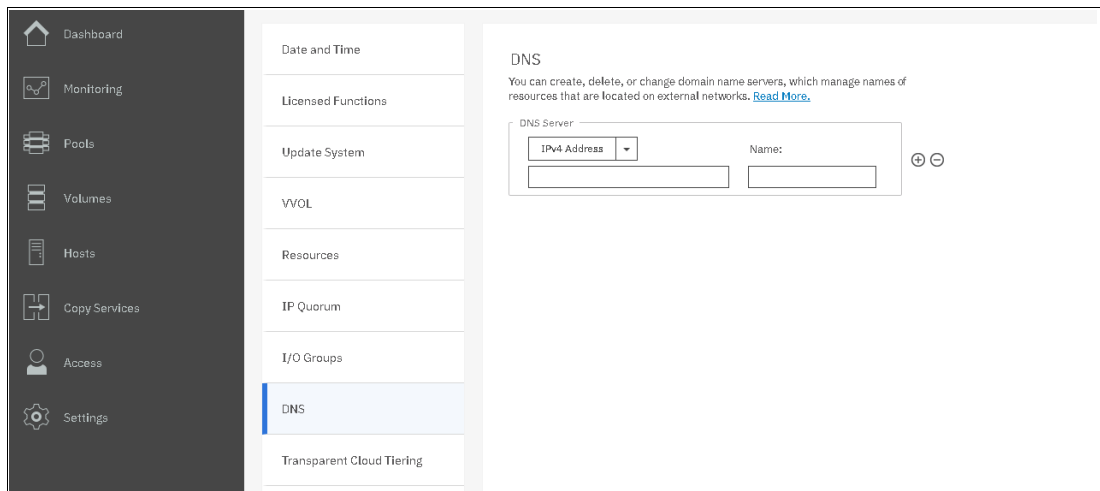 Dashboard
Monitoring
Pools
Volumes
Hosts
Copy Services
Access
Settings
Date and Time
Licensed Functions
Update System
VVOL
Resources
IP Quorum
I/O Groups
DNS
Transparent Cloud Tiering
DNS
You can create, delete, or change domain name servers, which manage names of
resources that are located on external networks. Read More.
DNS Server
IPv4 Address
Name: